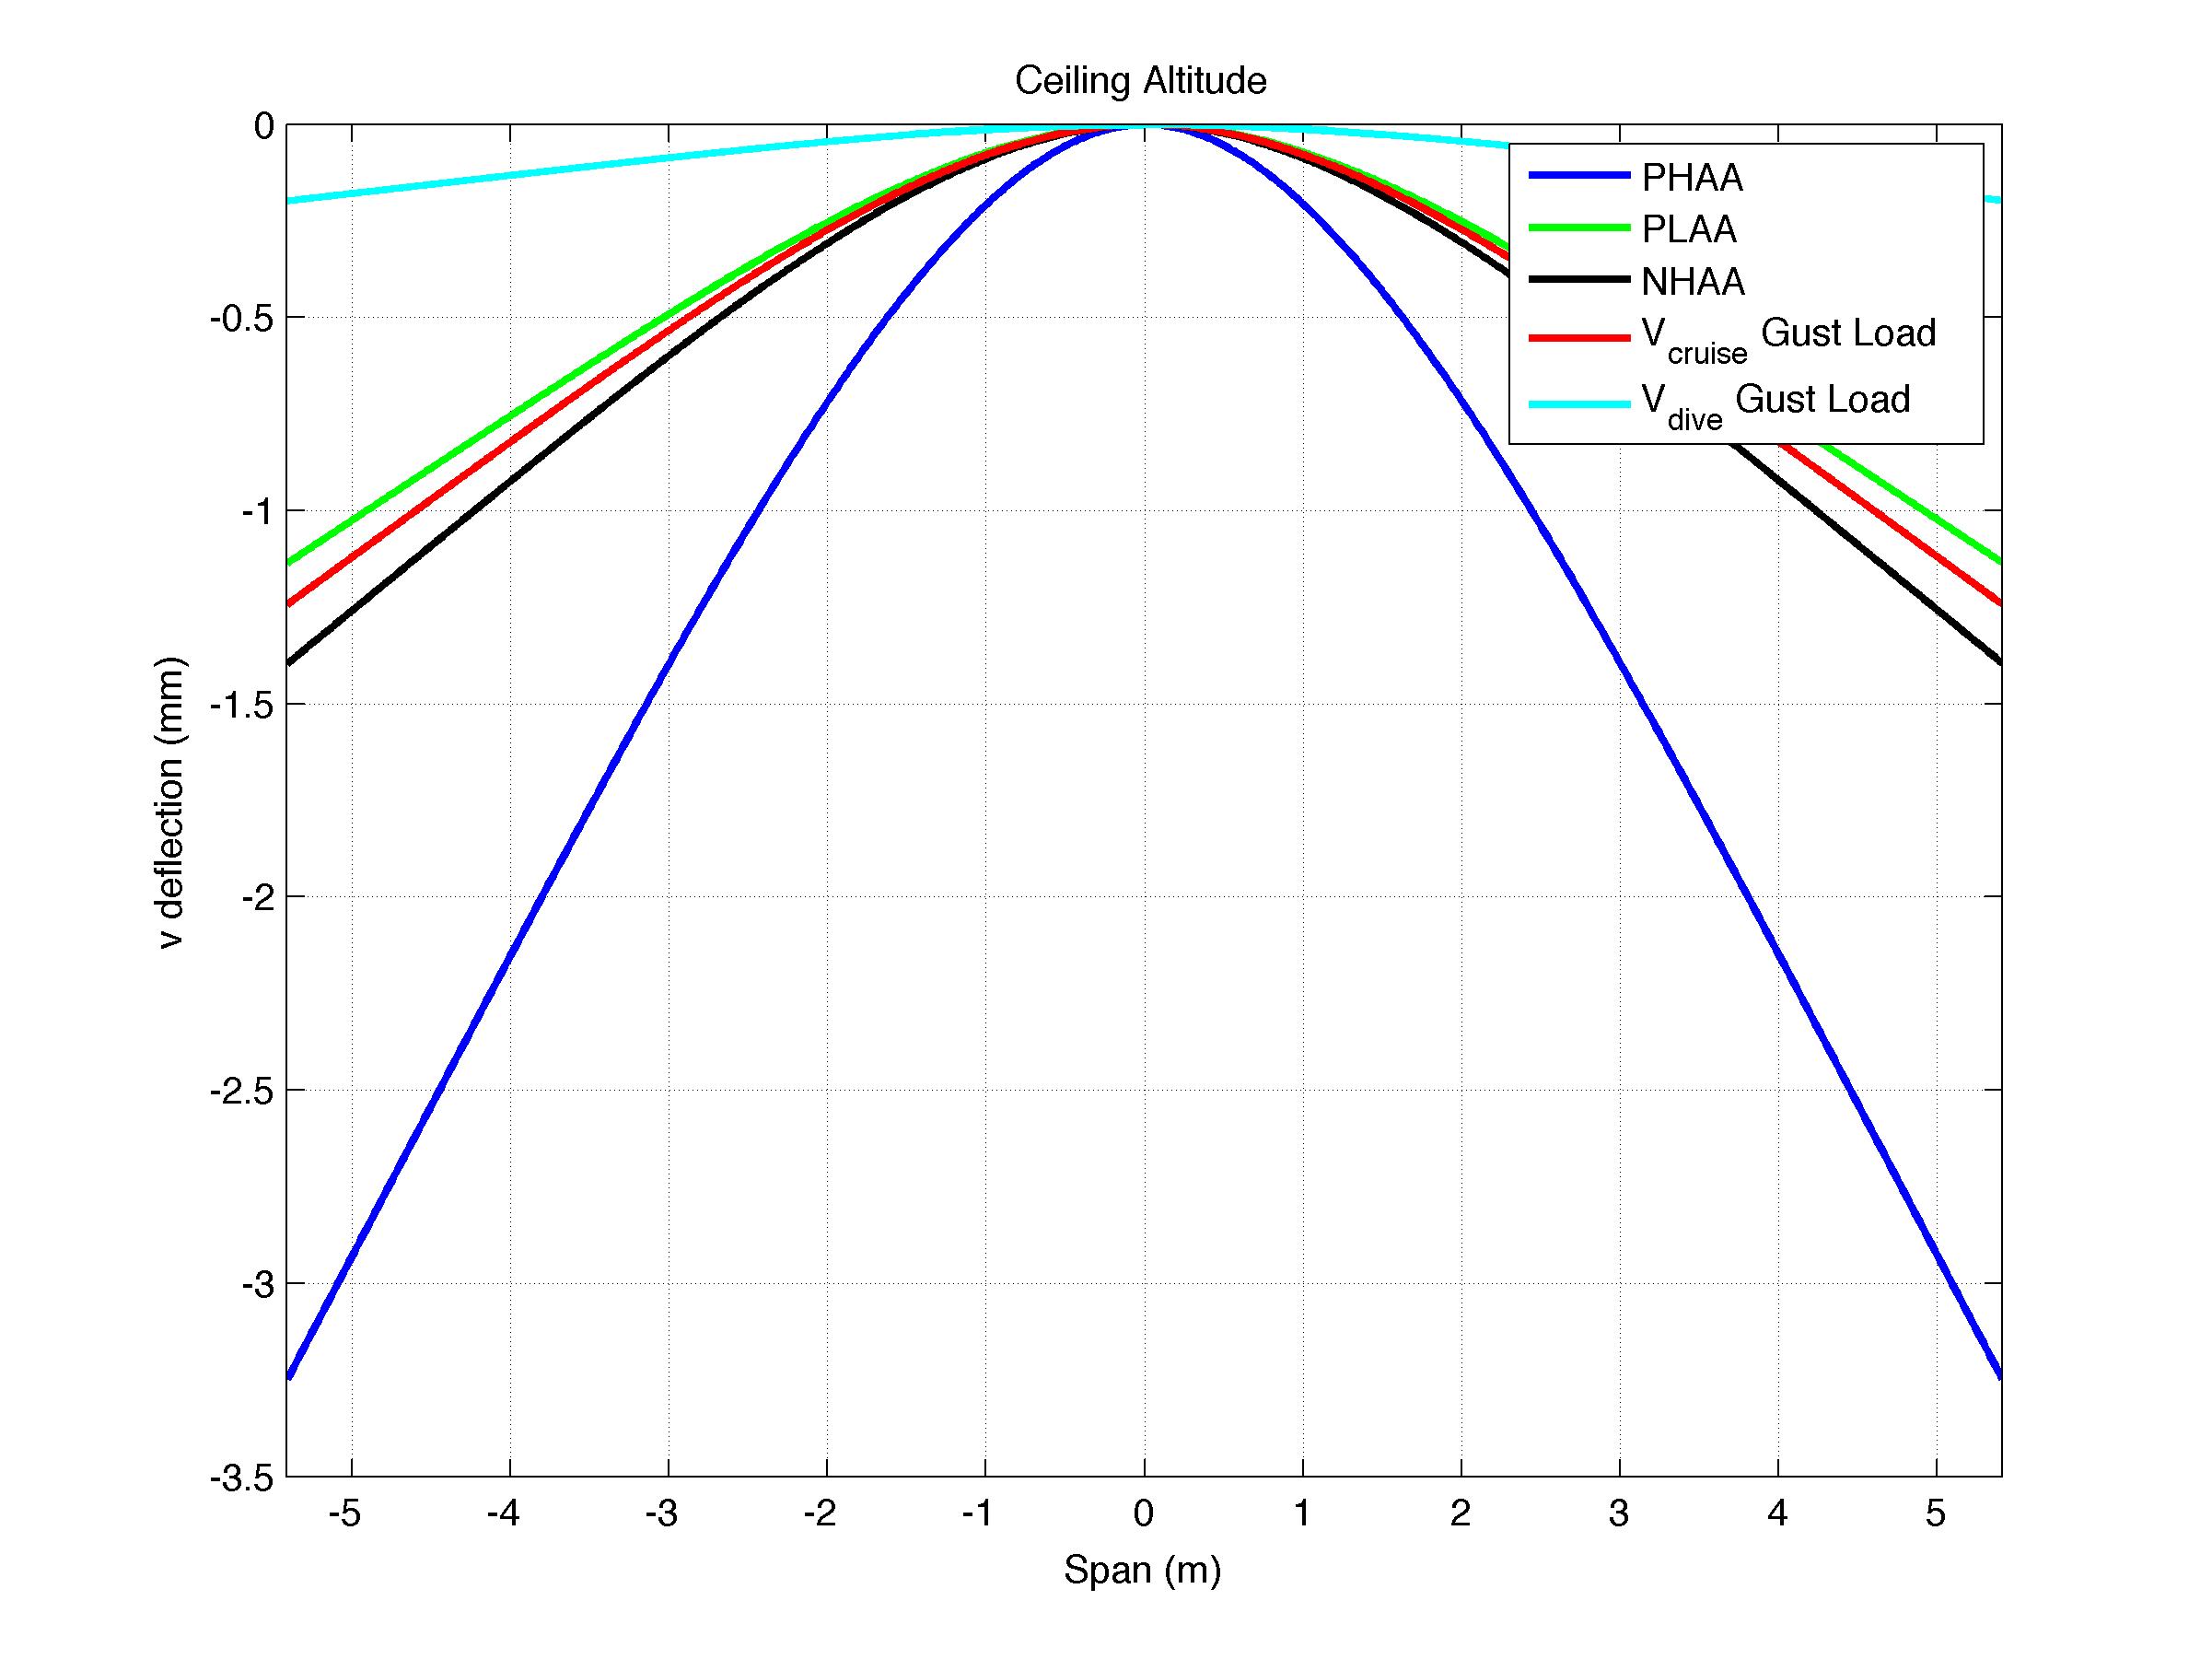 Ceiling Altitude
0
-0.5
-1
-1.5
-2
-2.5
-3
-3.5
v deflection (mm)
PHAA
PLAA
NHAA
Vcruise Gust Load
Vdive Gust Load
-5 -4 -3 -2 -1 0 1 2 3 4 5
Span (m)